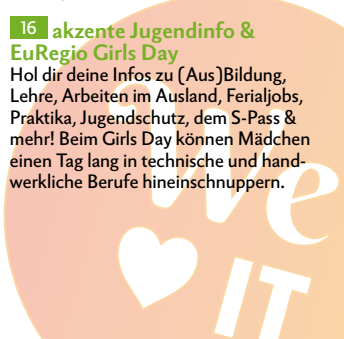 16 akzente Jugendinfo &
EuRegio Girls Day
Hol dir deine Infos zu (Aus)Bildung,
Lehre, Arbeiten im Ausland, Ferialjobs,
Praktika, Jugendschutz, dem S-Pass &
mehr! Beim Girls Day können Mädchen
einen Tag lang in technische und hand-
werkliche Berufe hineinschnuppern.
We
IT